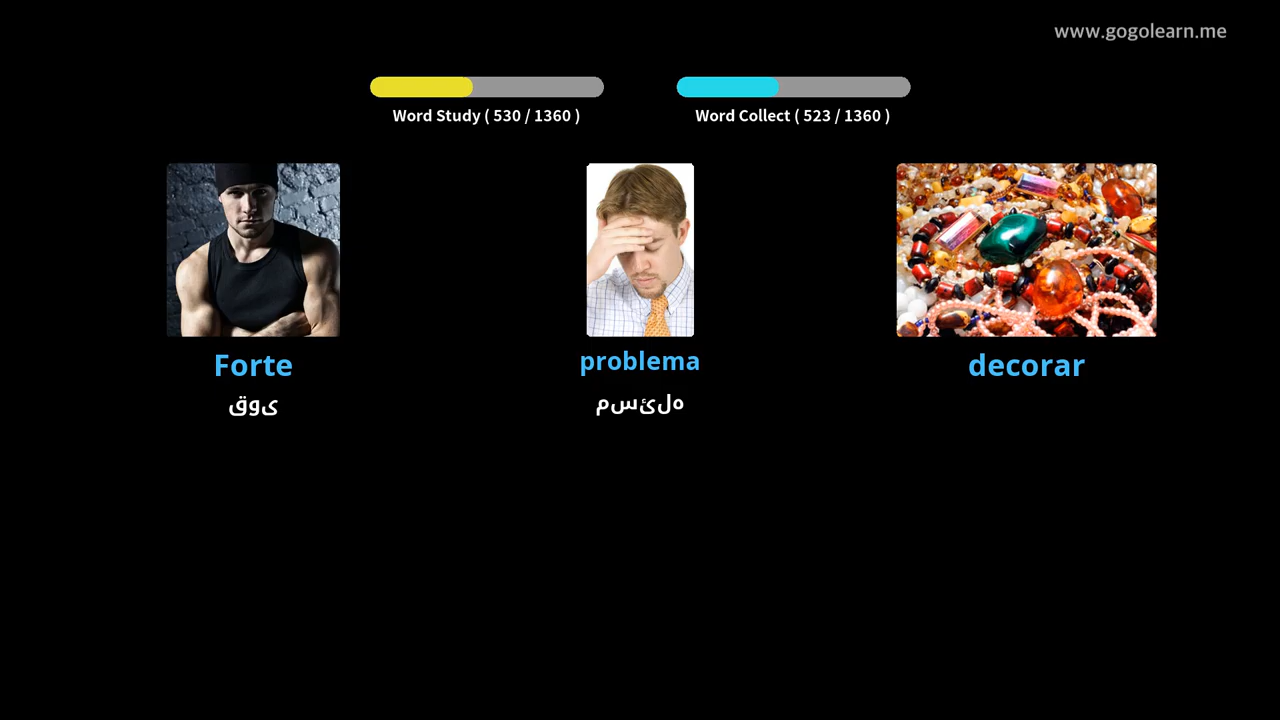 www.gogolearn.me
Word Study ( 530 / 1360 )
Word Collect ( 523 / 1360 )
Forte
قوی
problema
مسئله
decorar